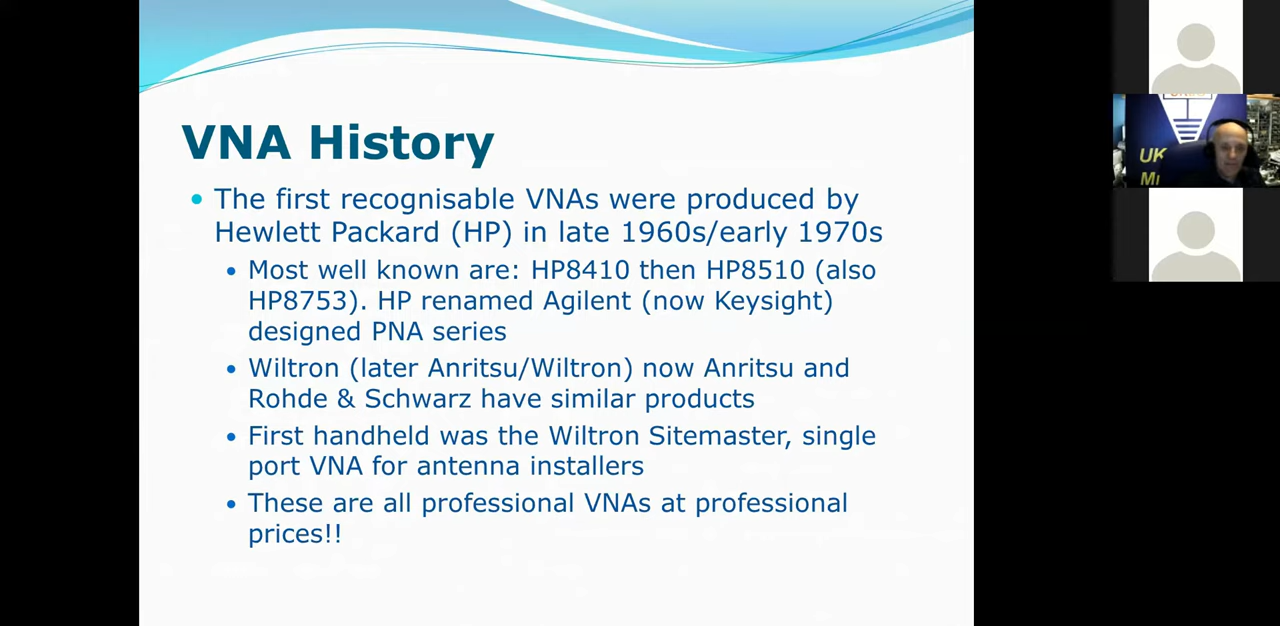 VNA History
The first recognisable VNAs were produced by
Hewlett Packard (HP) in late 1960s/early 1970s
Most well known are: HP8410 then HP8510 (also
HP8753). HP renamed Agilent (now Keysight)
designed PNA series
Wiltron (later Anritsu/Wiltron) now Anritsu and
Rohde & Schwarz have similar products
First handheld was the Wiltron Sitemaster, single
port VNA for antenna installers
These are all professional VNAs at professional
prices!!
UK